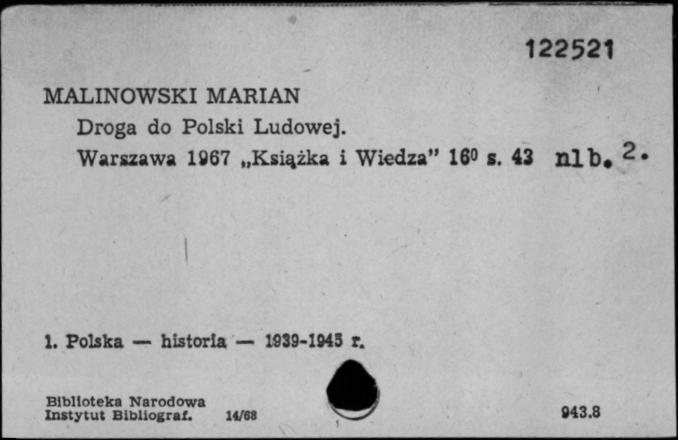 122521
MALINOWSKI MARIAN
Droga do Polski Ludowej.
Warszawa 1967 „Książka i Wiedza” 16⁰ s. 43 nlb. 2.
1. Polska — historia — 1939-1945 r.
Biblioteka Narodowa
Instytut Bibliograf. 14/68
943.8